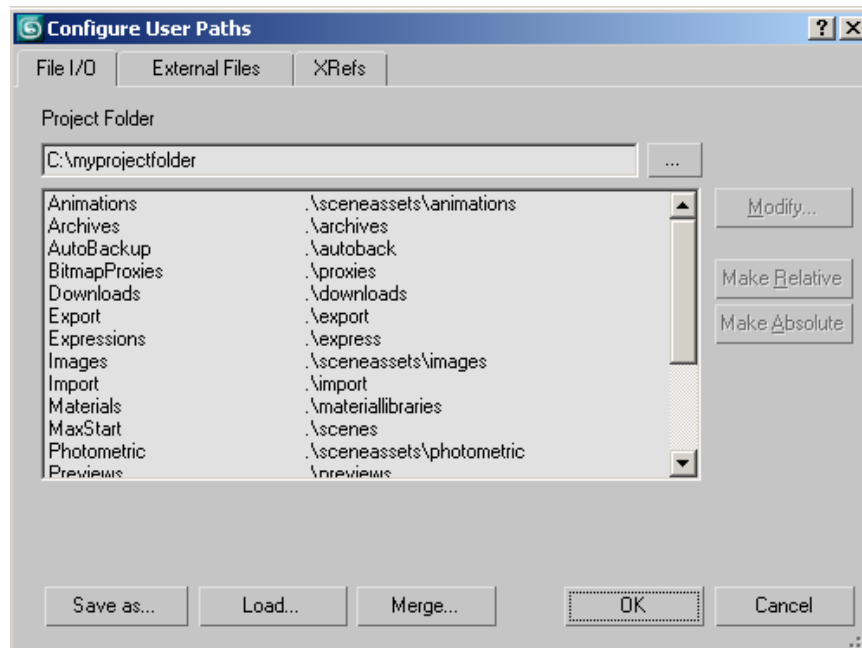 Configure User Paths
File I/O External Files XRefs
Project Folder
C:\myprojectfolder ...
Animations .\sceneassets\animations
Archives .\archives
AutoBackup .\autoback
BitmapProxies .\proxies
Downloads .\downloads
Export .\export
Expressions .\express
Images .\sceneassets\images
Import .\import
Materials .\materiallibraries
MaxStart .\scenes
Photometric .\sceneassets\photometric
Previews .\previews
Modify...
Make Relative
Make Absolute
Save as... Load... Merge... OK Cancel